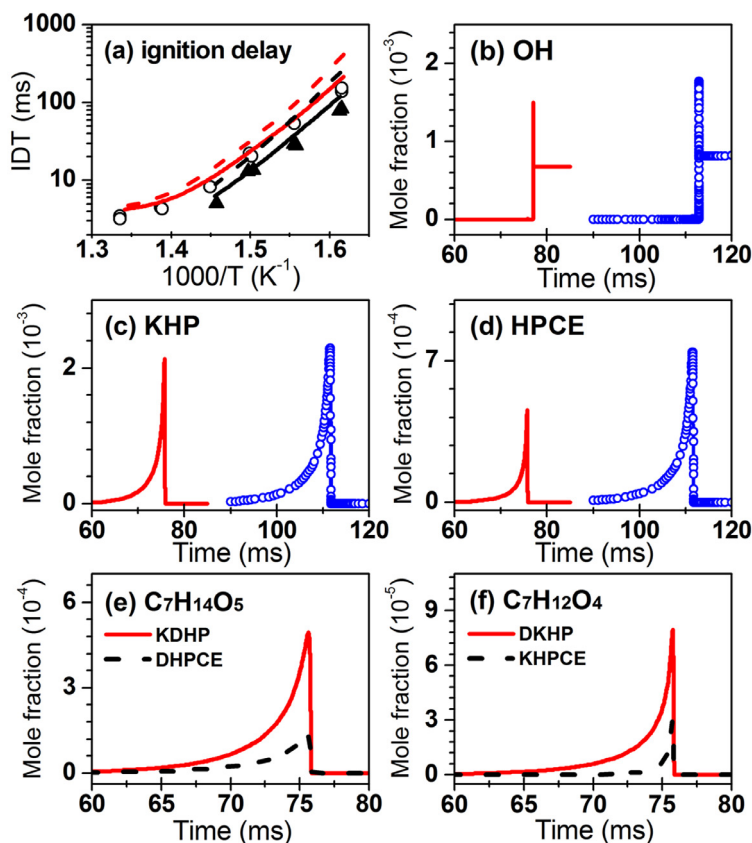 (a) ignition delay
IDT (ms)
1000
100
10
1.3 1.4 1.5 1.6
1000/T (K⁻¹)
(b) OH
Mole fraction (10⁻³)
2
1
0
60 80 100 120
Time (ms)
(c) KHP
Mole fraction (10⁻³)
2
0
60 80 100 120
Time (ms)
(d) HPCE
Mole fraction (10⁻⁴)
7
0
60 80 100 120
Time (ms)
(e) C₇H₁₄O₅
KDHP
DHPCE
Mole fraction (10⁻⁴)
6
3
0
60 65 70 75 80
Time (ms)
(f) C₇H₁₂O₄
DKHP
KHPCE
Mole fraction (10⁻⁵)
9
6
3
0
60 65 70 75 80
Time (ms)